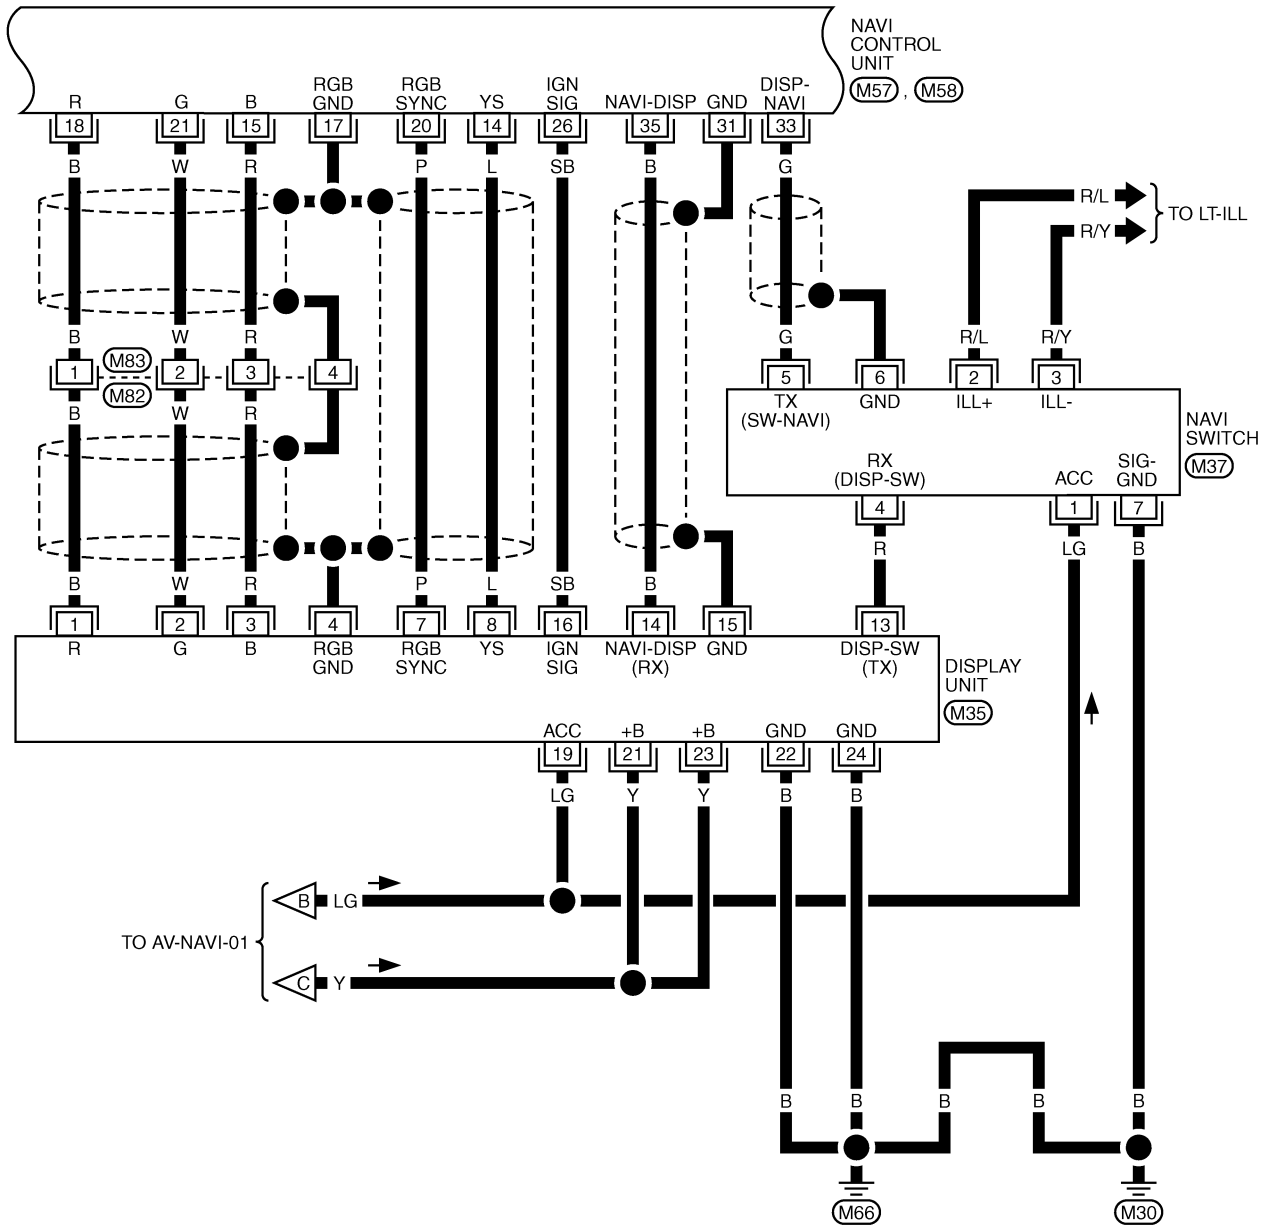 NAVI
CONTROL
UNIT
M57 , M58
R G B RGB GND RGB SYNC YS IGN SIG NAVI-DISP GND DISP-NAVI
18 21 15 17 20 14 26 35 31 33
B W R P L SB B G
R/L
TO LT-ILL
R/Y
B W R G R/L R/Y
M83
1 2 3 4 5 6 2 3
M82
B W R
TX
(SW-NAVI)
GND ILL+ ILL-
NAVI
SWITCH
M37
RX
(DISP-SW)
ACC
SIG-
GND
4 1 7
R LG B
B W R P L SB B
1 2 3 4 7 8 16 14 15 13
R G B RGB GND RGB SYNC YS IGN SIG NAVI-DISP (RX) GND DISP-SW (TX)
DISPLAY
UNIT
M35
ACC +B +B GND GND
19 21 23 22 24
LG Y Y B B
B LG
TO AV-NAVI-01
C Y
B B B B B
M66 M30